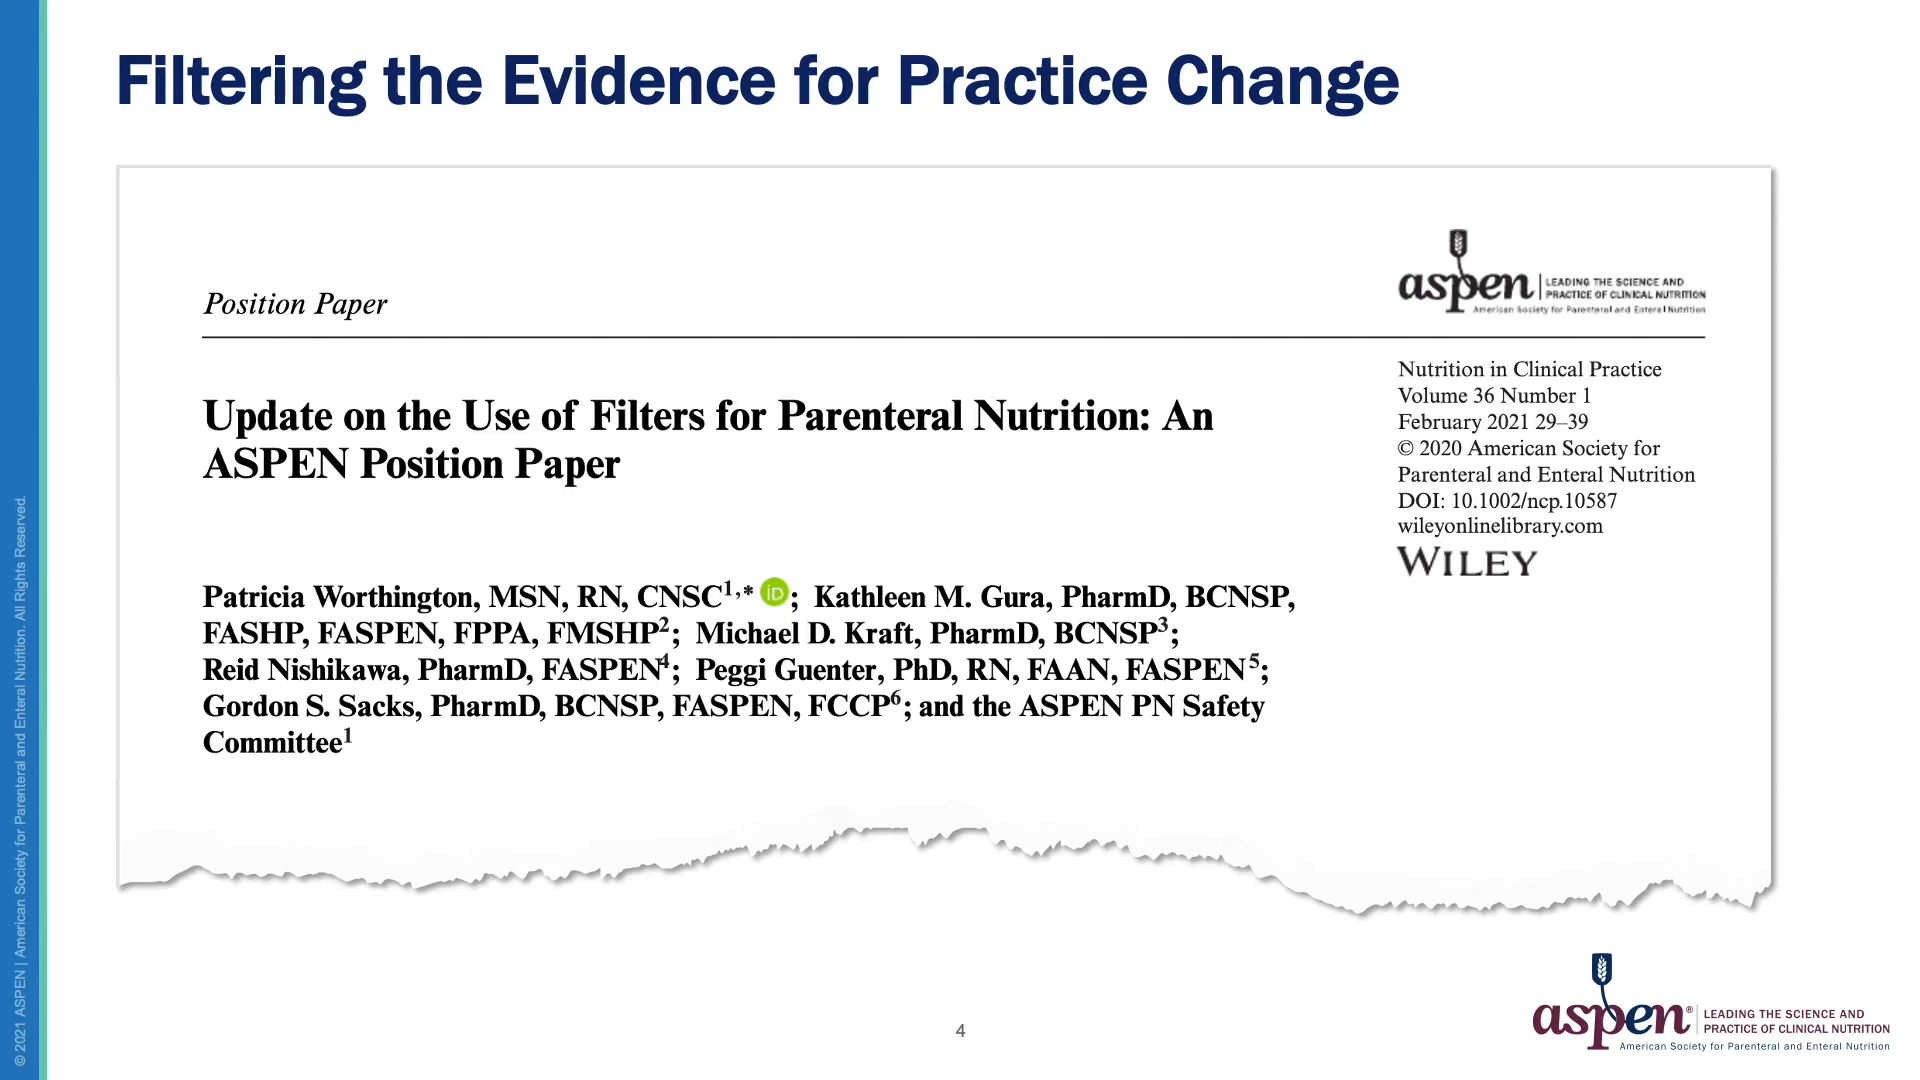 Filtering the Evidence for Practice Change
aspen
LEADING THE SCIENCE AND
PRACTICE OF CLINICAL NUTRITION
American Society for Parenteral and Enteral Nutrition
Position Paper
Nutrition in Clinical Practice
Volume 36 Number 1
February 2021 29–39
© 2020 American Society for
Parenteral and Enteral Nutrition
DOI: 10.1002/ncp.10587
wileyonlinelibrary.com
WILEY
Update on the Use of Filters for Parenteral Nutrition: An
ASPEN Position Paper
Patricia Worthington, MSN, RN, CNSC1,* iD; Kathleen M. Gura, PharmD, BCNSP,
FASHP, FASPEN, FPPA, FMSHP2; Michael D. Kraft, PharmD, BCNSP3;
Reid Nishikawa, PharmD, FASPEN4; Peggi Guenter, PhD, RN, FAAN, FASPEN5;
Gordon S. Sacks, PharmD, BCNSP, FASPEN, FCCP6; and the ASPEN PN Safety
Committee1
© 2021 ASPEN | American Society for Parenteral and Enteral Nutrition. All Rights Reserved.
4
aspen®
LEADING THE SCIENCE AND
PRACTICE OF CLINICAL NUTRITION
American Society for Parenteral and Enteral Nutrition